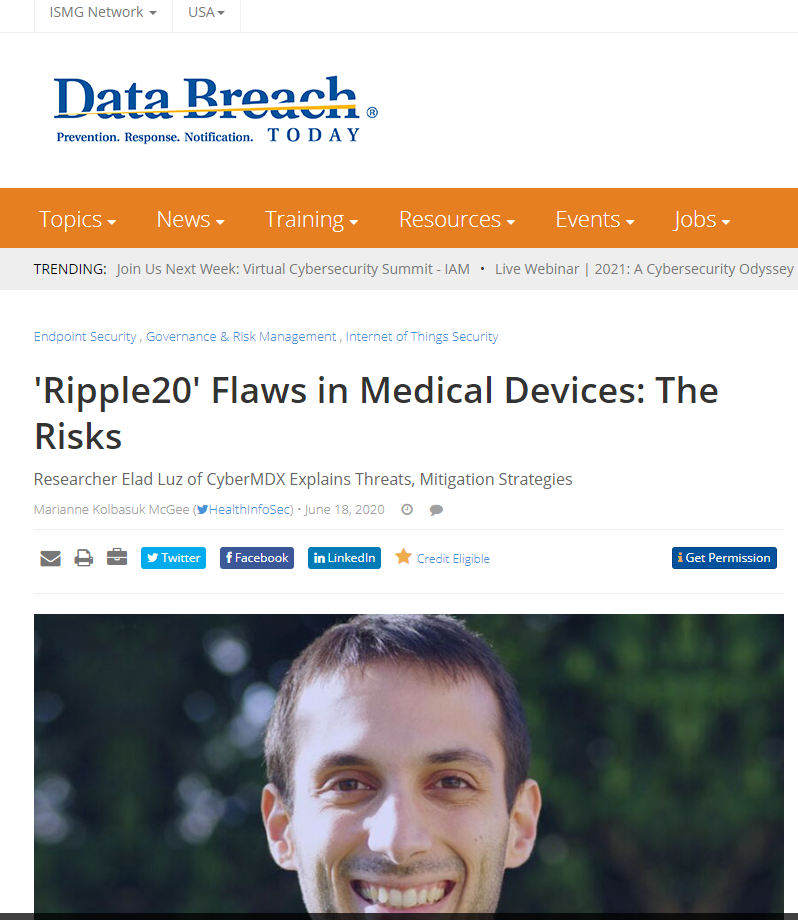 ISMG Network USA
Data Breach®
Prevention. Response. Notification. TODAY
Topics News Training Resources Events Jobs
TRENDING: Join Us Next Week: Virtual Cybersecurity Summit - IAM • Live Webinar | 2021: A Cybersecurity Odyssey
Endpoint Security , Governance & Risk Management , Internet of Things Security
'Ripple20' Flaws in Medical Devices: The
Risks
Researcher Elad Luz of CyberMDX Explains Threats, Mitigation Strategies
Marianne Kolbasuk McGee (HealthInfoSec) • June 18, 2020
Twitter Facebook LinkedIn Credit Eligible Get Permission